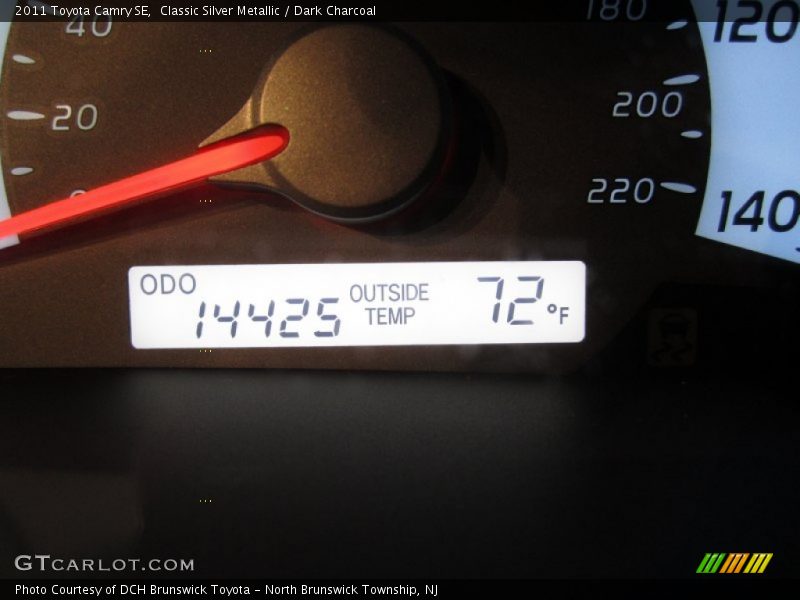 2011 Toyota Camry SE,  Classic Silver Metallic / Dark Charcoal
40
180
120
20
200
220
140
ODO
14425
OUTSIDE
TEMP
72°F
GTCARLOT.COM
Photo Courtesy of DCH Brunswick Toyota – North Brunswick Township, NJ